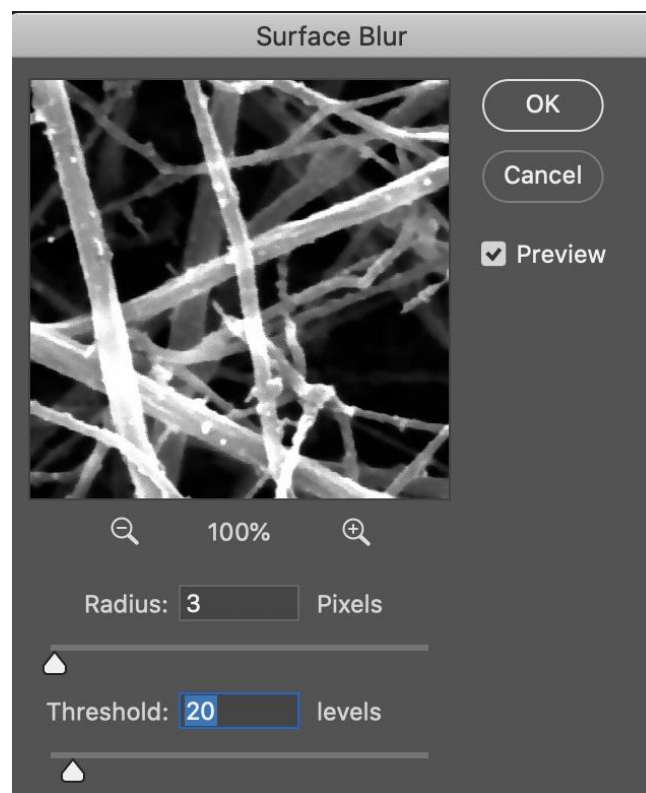 Surface Blur
OK
Cancel
Preview
100%
Radius: 3 Pixels
Threshold: 20 levels